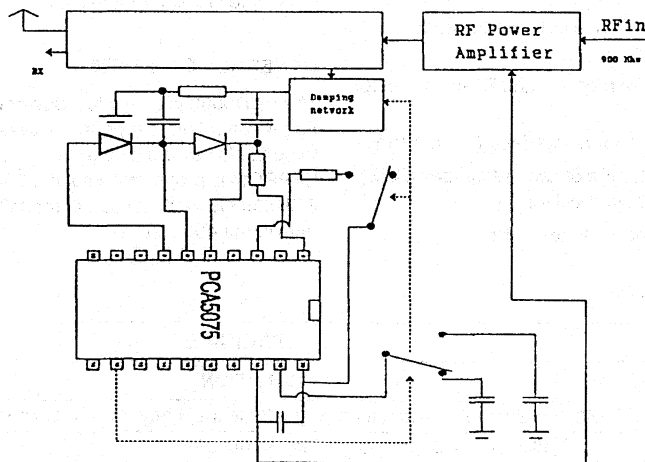 RF Power
Amplifier
RFin
900 Mhz
RX
Damping
network
PCA5075